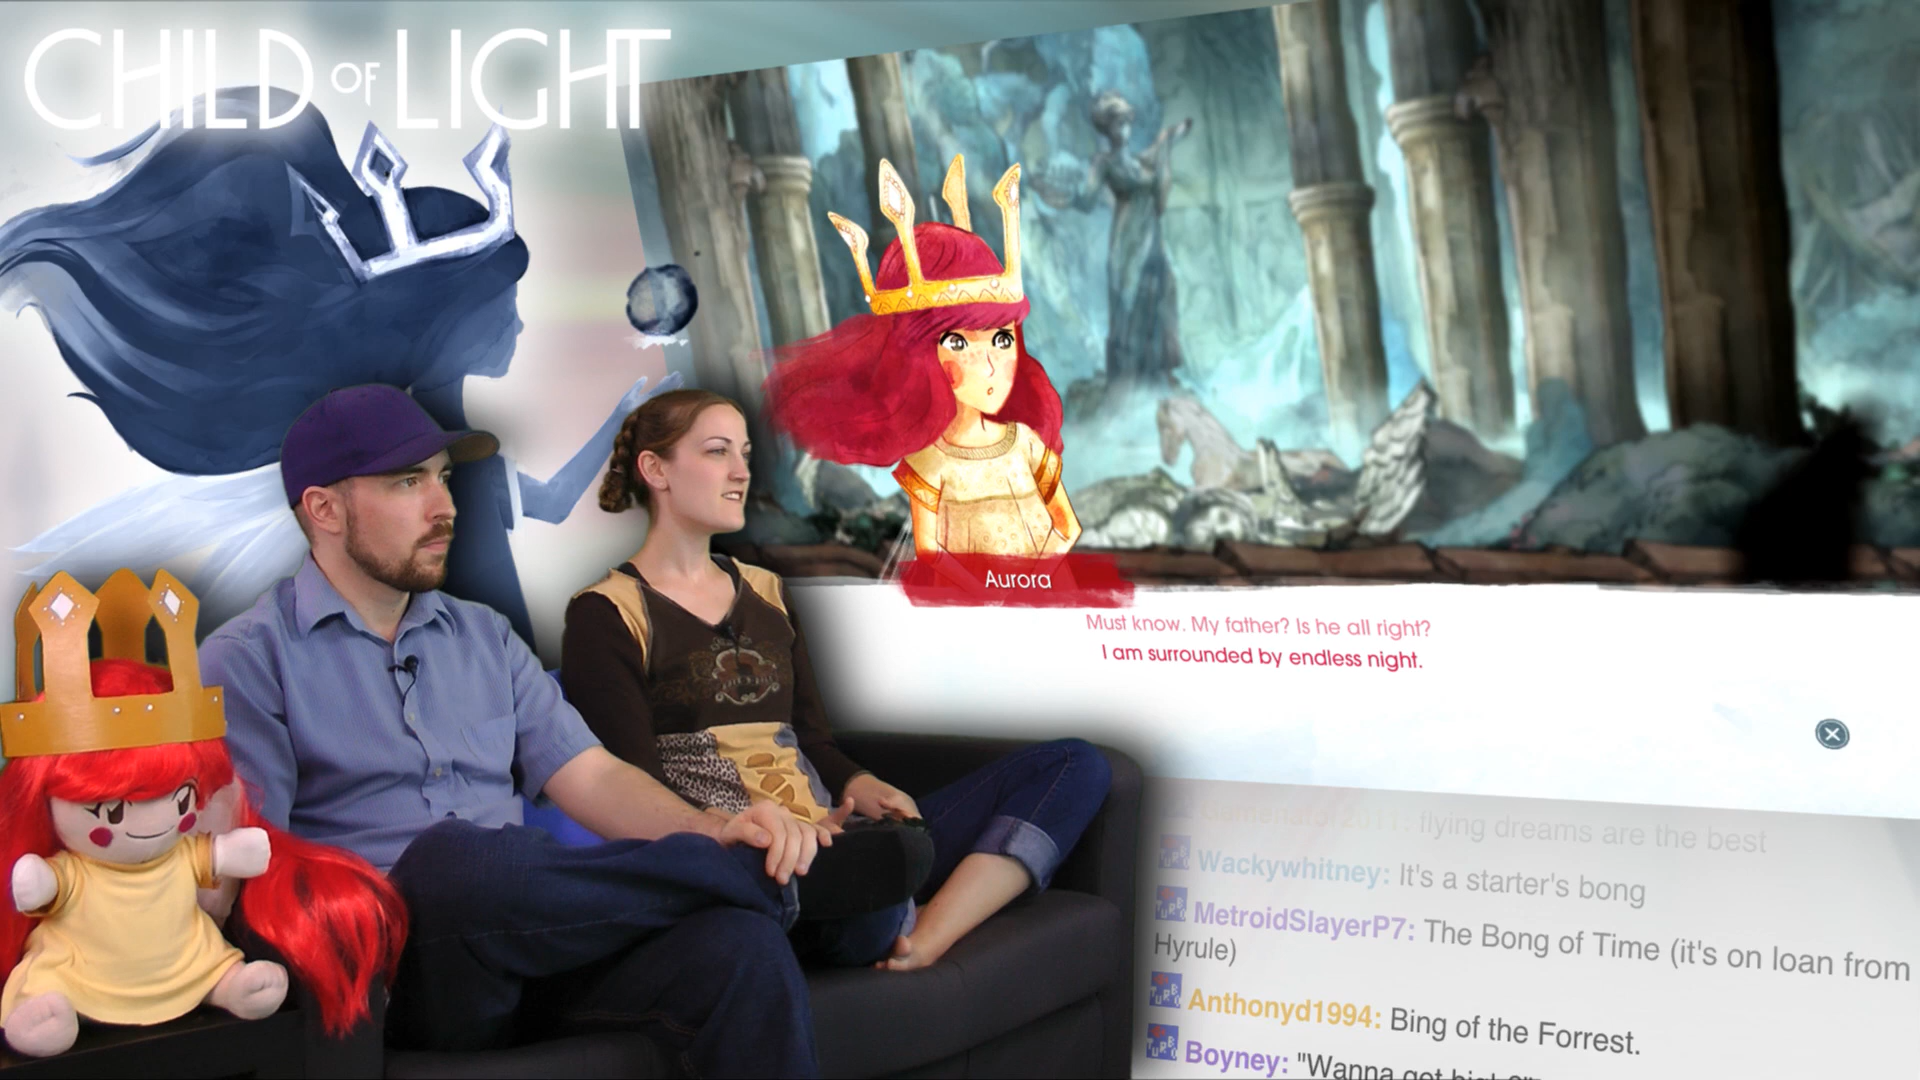 CHILD OF LIGHT
Aurora
Must know. My father? Is he all right?
I am surrounded by endless night.
Gamenator2011: flying dreams are the best
Wackywhitney: It's a starter's bong
MetroidSlayerP7: The Bong of Time (it's on loan from
Hyrule)
Anthonyd1994: Bing of the Forrest.
Boyney: "Wanna get